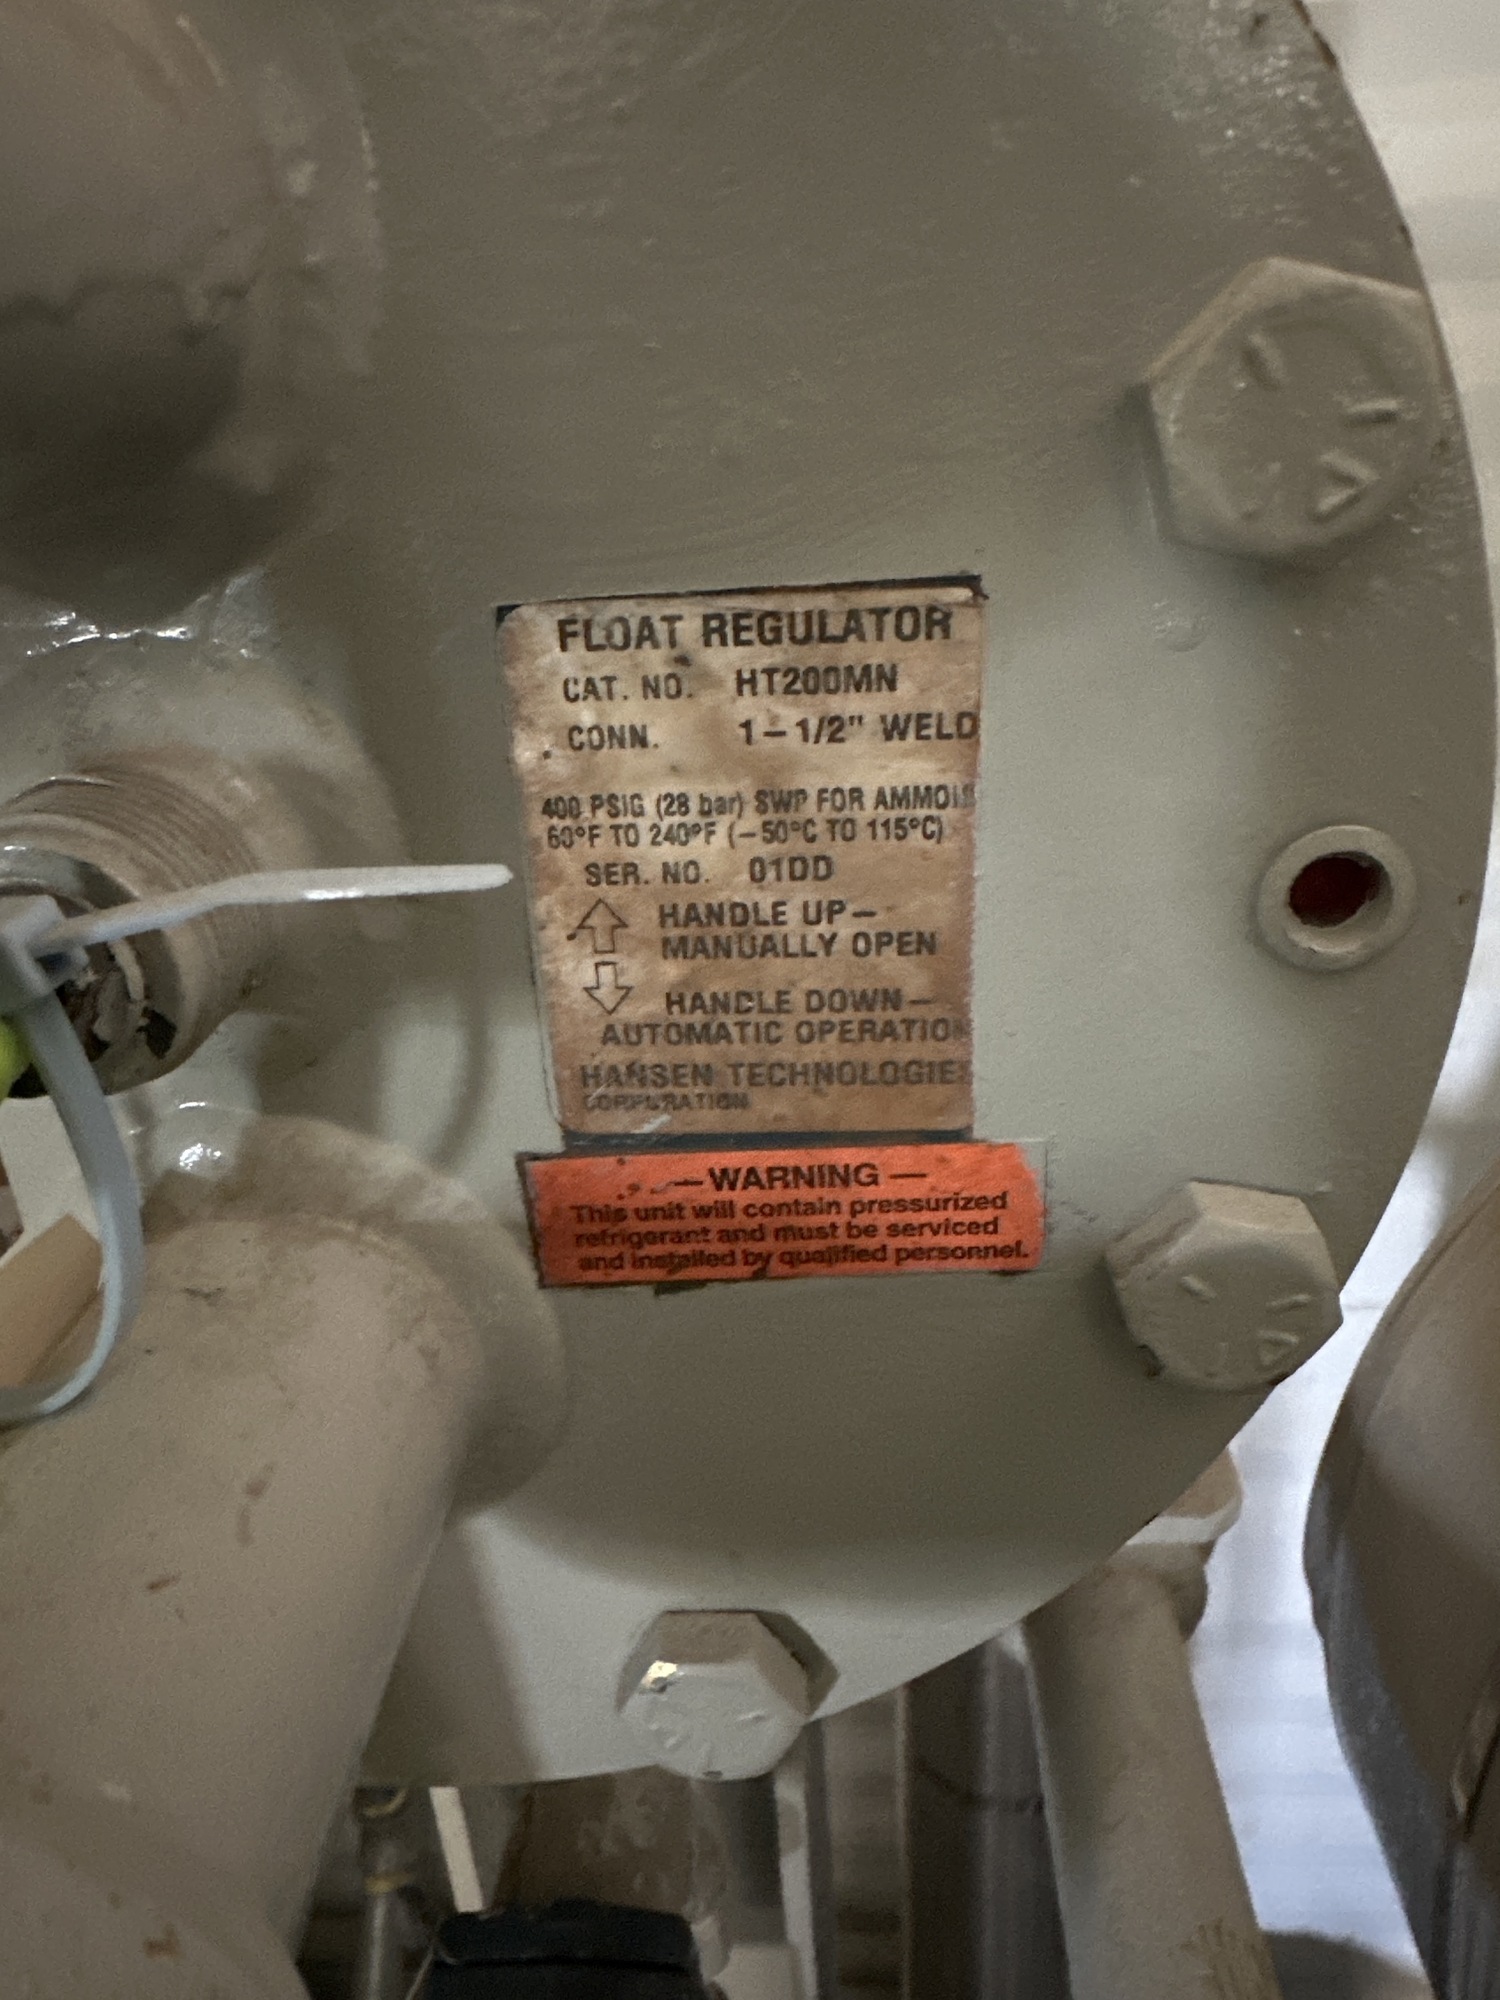 FLOAT REGULATOR
CAT. NO. HT200MN
CONN. 1-1/2" WELD
400 PSIG (28 bar) SWP FOR
60°F TO 240°F (-50°C TO 115°C)
SER. NO. 01DD
HANDLE UP-
MANUALLY OPEN
HANDLE DOWN-
AUTOMATIC OPERATION
HANSEN TECHNOLOGIE
CORPORATION
— WARNING —
This unit will contain pressurized
refrigerant and must be serviced
and installed by qualified personnel.